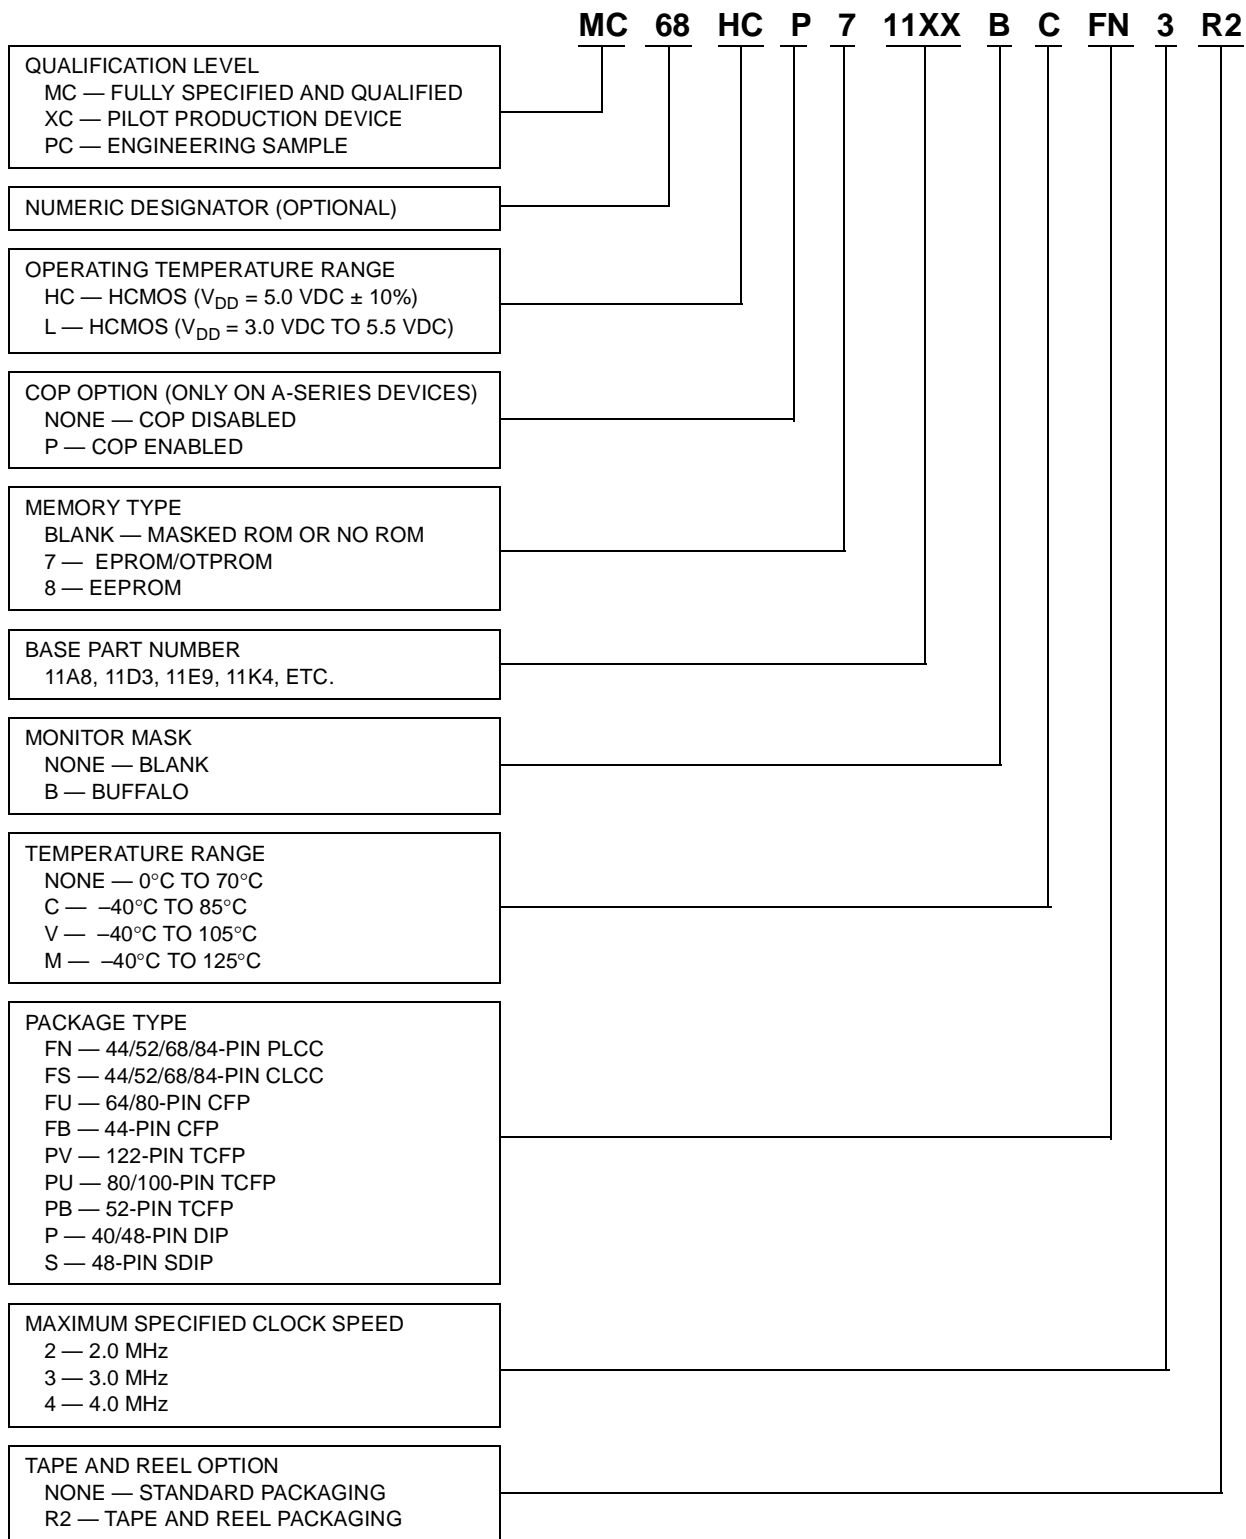 MC 68 HC P 7 11XX B C FN 3 R2
QUALIFICATION LEVEL
MC — FULLY SPECIFIED AND QUALIFIED
XC — PILOT PRODUCTION DEVICE
PC — ENGINEERING SAMPLE
NUMERIC DESIGNATOR (OPTIONAL)
OPERATING TEMPERATURE RANGE
HC — HCMOS (VDD = 5.0 VDC ± 10%)
L — HCMOS (VDD = 3.0 VDC TO 5.5 VDC)
COP OPTION (ONLY ON A-SERIES DEVICES)
NONE — COP DISABLED
P — COP ENABLED
MEMORY TYPE
BLANK — MASKED ROM OR NO ROM
7 — EPROM/OTPROM
8 — EEPROM
BASE PART NUMBER
11A8, 11D3, 11E9, 11K4, ETC.
MONITOR MASK
NONE — BLANK
B — BUFFALO
TEMPERATURE RANGE
NONE — 0°C TO 70°C
C — –40°C TO 85°C
V — –40°C TO 105°C
M — –40°C TO 125°C
PACKAGE TYPE
FN — 44/52/68/84-PIN PLCC
FS — 44/52/68/84-PIN CLCC
FU — 64/80-PIN CFP
FB — 44-PIN CFP
PV — 122-PIN TCFP
PU — 80/100-PIN TCFP
PB — 52-PIN TCFP
P — 40/48-PIN DIP
S — 48-PIN SDIP
MAXIMUM SPECIFIED CLOCK SPEED
2 — 2.0 MHz
3 — 3.0 MHz
4 — 4.0 MHz
TAPE AND REEL OPTION
NONE — STANDARD PACKAGING
R2 — TAPE AND REEL PACKAGING